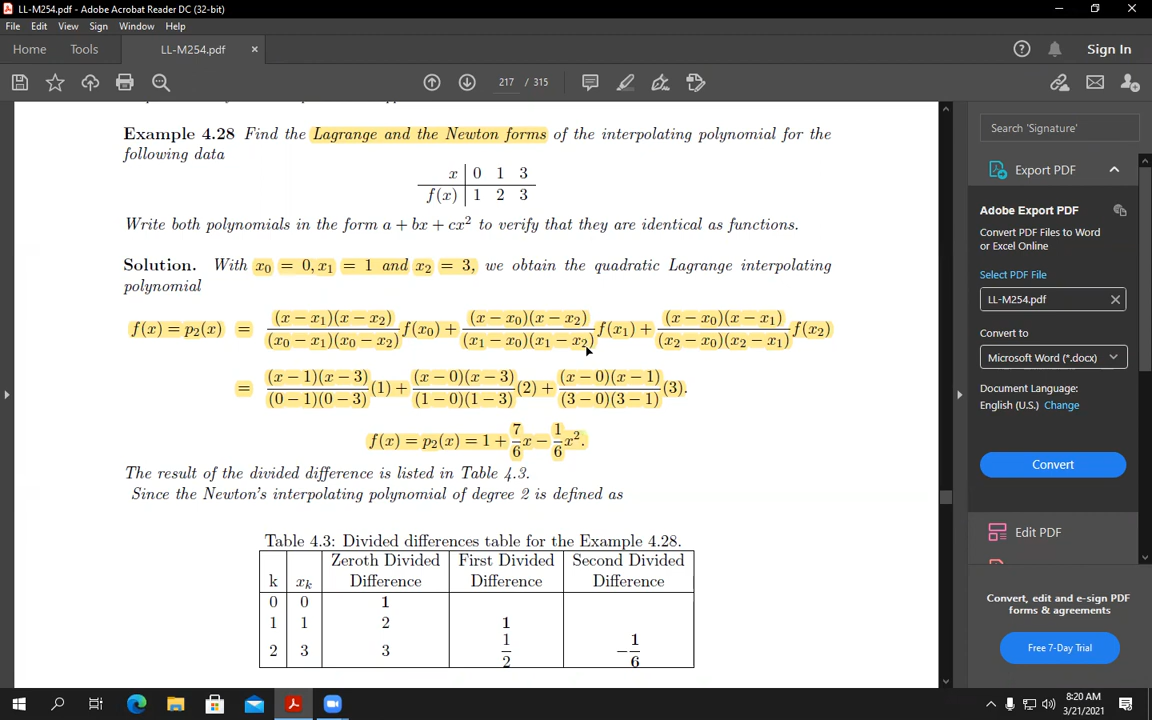 LL-M254.pdf - Adobe Acrobat Reader DC (32-bit)
File Edit View Sign Window Help
Home Tools LL-M254.pdf × Sign In
217 / 315
Example 4.28 Find the Lagrange and the Newton forms of the interpolating polynomial for the
following data
x | 0 1 3
f(x) | 1 2 3
Write both polynomials in the form a + bx + cx² to verify that they are identical as functions.
Solution. With x₀ = 0, x₁ = 1 and x₂ = 3, we obtain the quadratic Lagrange interpolating
polynomial
f(x) = p₂(x) = (x − x₁)(x − x₂)/(x₀ − x₁)(x₀ − x₂) f(x₀) + (x − x₀)(x − x₂)/(x₁ − x₀)(x₁ − x₂) f(x₁) + (x − x₀)(x − x₁)/(x₂ − x₀)(x₂ − x₁) f(x₂)
= (x − 1)(x − 3)/(0 − 1)(0 − 3) (1) + (x − 0)(x − 3)/(1 − 0)(1 − 3) (2) + (x − 0)(x − 1)/(3 − 0)(3 − 1) (3).
f(x) = p₂(x) = 1 + 7/6 x − 1/6 x².
The result of the divided difference is listed in Table 4.3.
Since the Newton's interpolating polynomial of degree 2 is defined as
Table 4.3: Divided differences table for the Example 4.28.
Zeroth Divided First Divided Second Divided
k xₖ Difference Difference Difference
0 0 1
1 1 2 1
2 3 3 1/2 −1/6
Search 'Signature'
Export PDF
Adobe Export PDF
Convert PDF Files to Word
or Excel Online
Select PDF File
LL-M254.pdf
Convert to
Microsoft Word (*.docx)
Document Language:
English (U.S.) Change
Convert
Edit PDF
Convert, edit and e-sign PDF
forms & agreements
Free 7-Day Trial
8:20 AM
3/21/2021